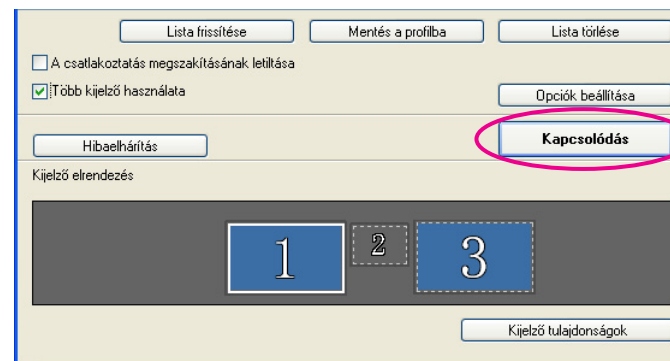 Lista frissítése Mentés a profilba Lista törlése
A csatlakoztatás megszakításának letiltása
Több kijelző használata
Opciók beállítása
Hibaelhárítás Kapcsolódás
Kijelző elrendezés
1 2 3
Kijelző tulajdonságok